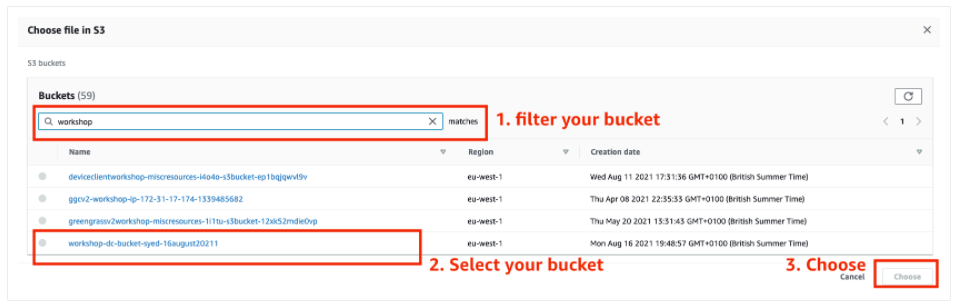 Choose file in S3
S3 buckets
Buckets (59)
workshop matches 1. filter your bucket 1
Name Region Creation date
deviceclientworkshop-miscresources-i4o4o-s3bucket-ep1bqjqwvl9v eu-west-1 Wed Aug 11 2021 17:31:36 GMT+0100 (British Summer Time)
ggcv2-workshop-ip-172-31-17-174-1339485682 eu-west-1 Thu Apr 08 2021 22:35:33 GMT+0100 (British Summer Time)
greengrassv2workshop-miscresources-1i1tu-s3bucket-12xk52mdie0vp eu-west-1 Thu May 20 2021 13:31:43 GMT+0100 (British Summer Time)
workshop-dc-bucket-syed-16august20211 eu-west-1 Mon Aug 16 2021 19:48:57 GMT+0100 (British Summer Time)
2. Select your bucket 3. Choose
Cancel Choose